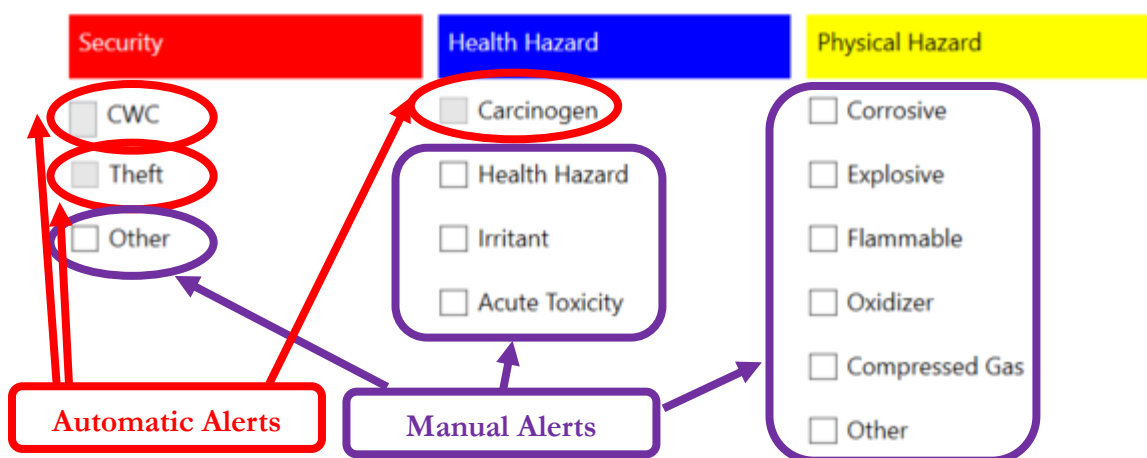 Security
Health Hazard
Physical Hazard
CWC
Carcinogen
Corrosive
Theft
Health Hazard
Explosive
Other
Irritant
Flammable
Acute Toxicity
Oxidizer
Compressed Gas
Automatic Alerts
Manual Alerts
Other